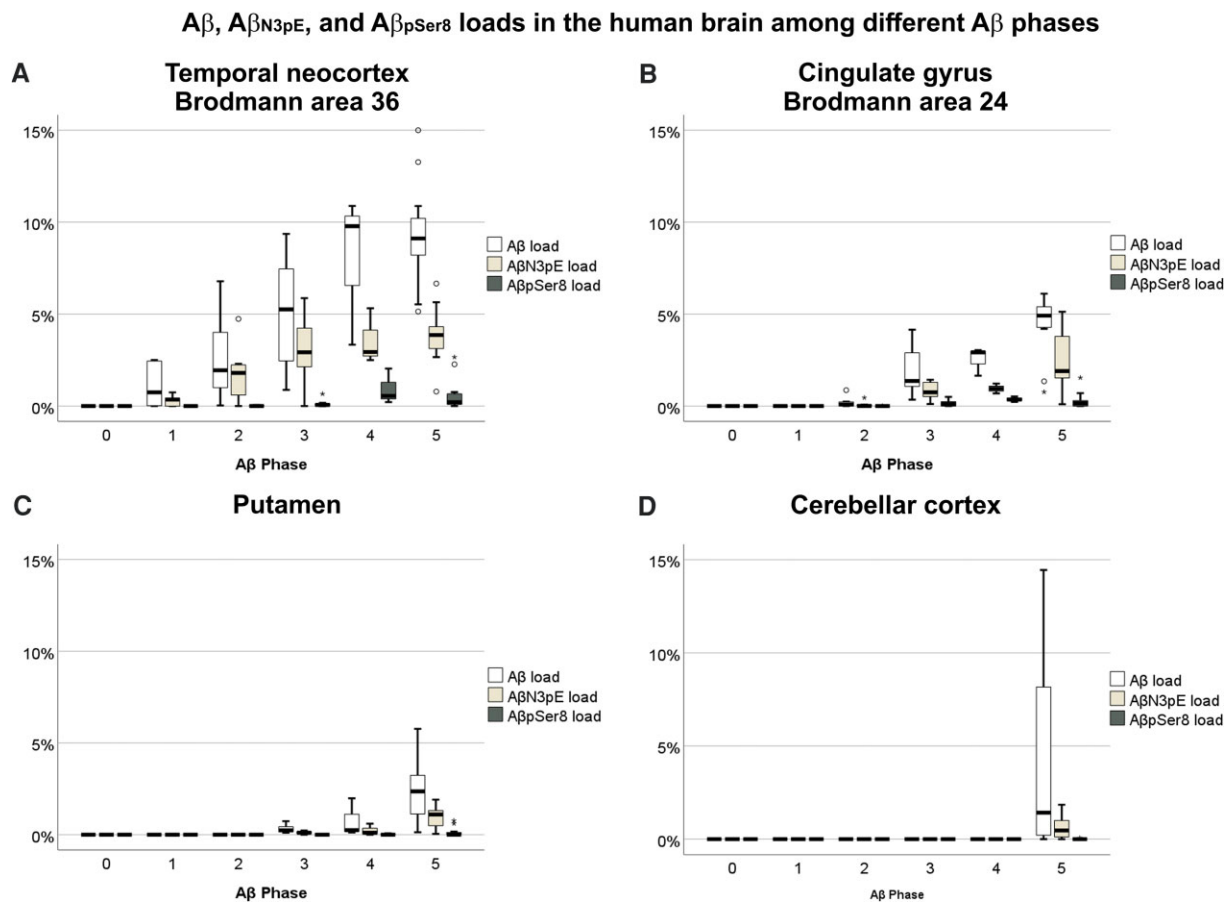 Aβ, AβN3pE, and AβpSer8 loads in the human brain among different Aβ phases
A
Temporal neocortex
Brodmann area 36
15%
10%
5%
0%
0 1 2 3 4 5
Aβ Phase
Aβ load
AβN3pE load
AβpSer8 load
B
Cingulate gyrus
Brodmann area 24
15%
10%
5%
0%
0 1 2 3 4 5
Aβ Phase
Aβ load
AβN3pE load
AβpSer8 load
C
Putamen
15%
10%
5%
0%
0 1 2 3 4 5
Aβ Phase
Aβ load
AβN3pE load
AβpSer8 load
D
Cerebellar cortex
15%
10%
5%
0%
0 1 2 3 4 5
Aβ Phase
Aβ load
AβN3pE load
AβpSer8 load